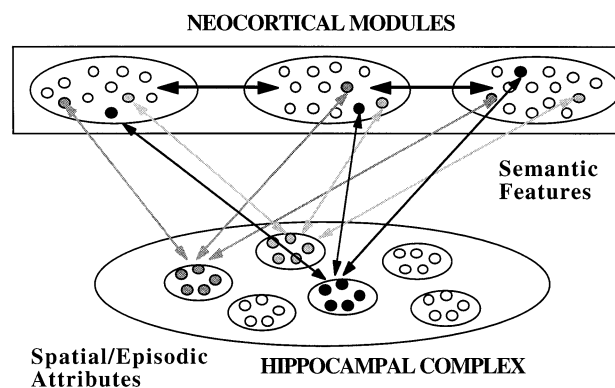 NEOCORTICAL MODULES
Semantic
Features
Spatial/Episodic
Attributes
HIPPOCAMPAL COMPLEX